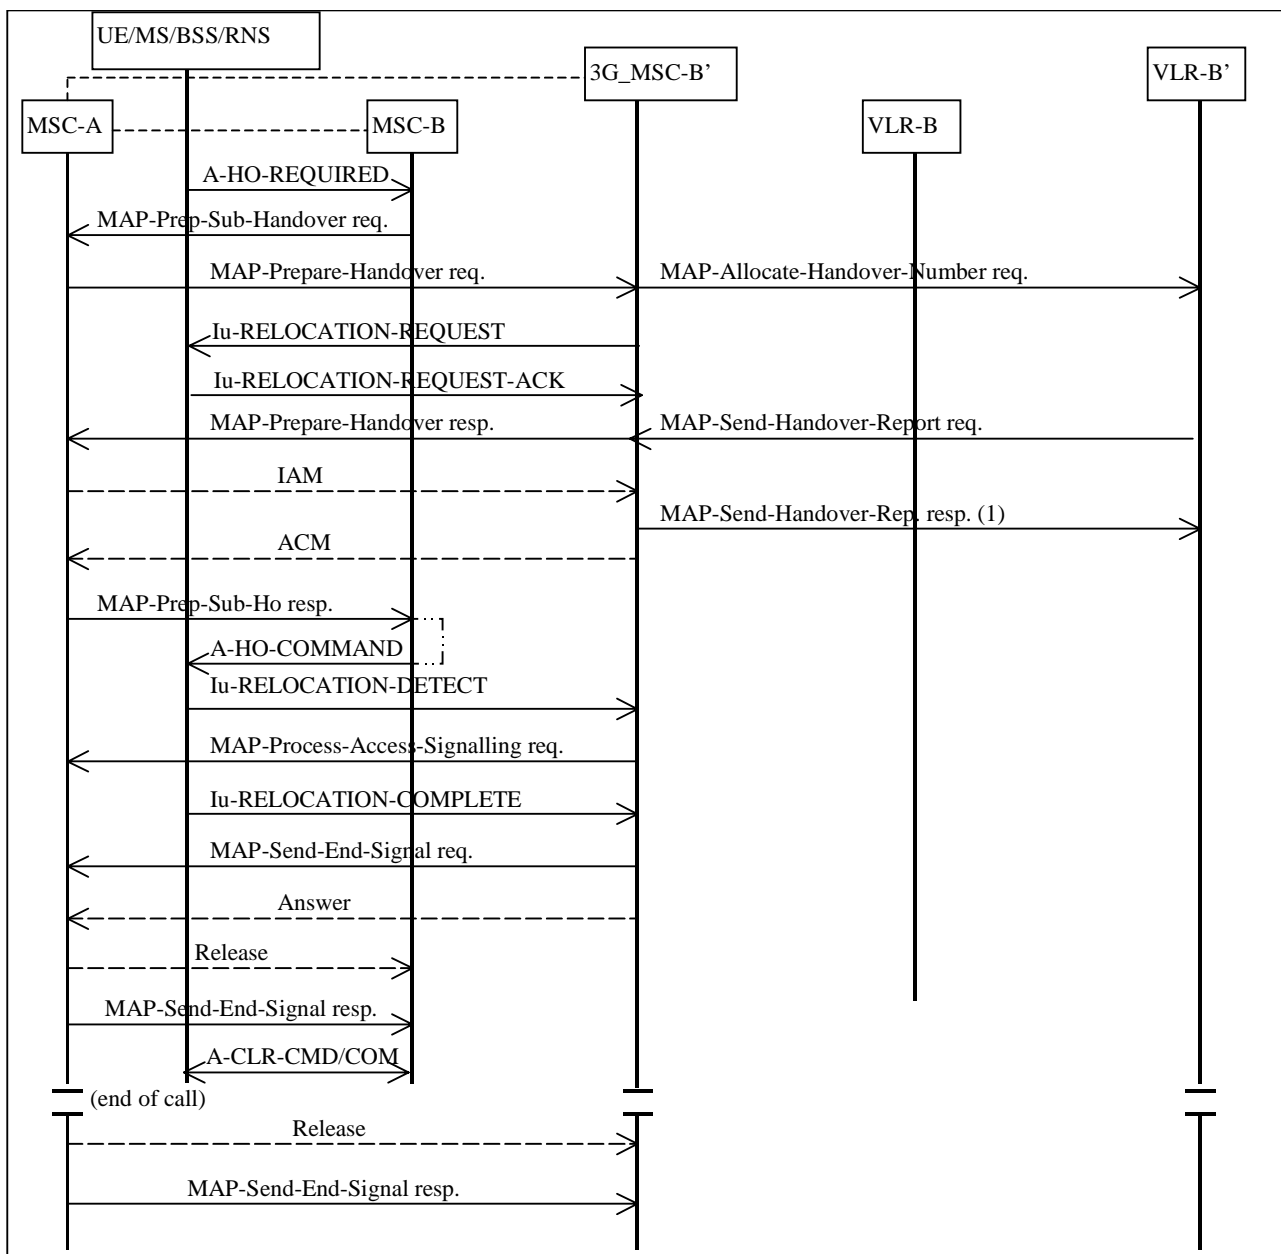 UE/MS/BSS/RNS
3G_MSC-B’
VLR-B’
MSC-A
MSC-B
VLR-B
A-HO-REQUIRED
MAP-Prep-Sub-Handover req.
MAP-Prepare-Handover req.
MAP-Allocate-Handover-Number req.
Iu-RELOCATION-REQUEST
Iu-RELOCATION-REQUEST-ACK
MAP-Prepare-Handover resp.
MAP-Send-Handover-Report req.
IAM
MAP-Send-Handover-Rep. resp. (1)
ACM
MAP-Prep-Sub-Ho resp.
A-HO-COMMAND
Iu-RELOCATION-DETECT
MAP-Process-Access-Signalling req.
Iu-RELOCATION-COMPLETE
MAP-Send-End-Signal req.
Answer
Release
MAP-Send-End-Signal resp.
A-CLR-CMD/COM
(end of call)
Release
MAP-Send-End-Signal resp.